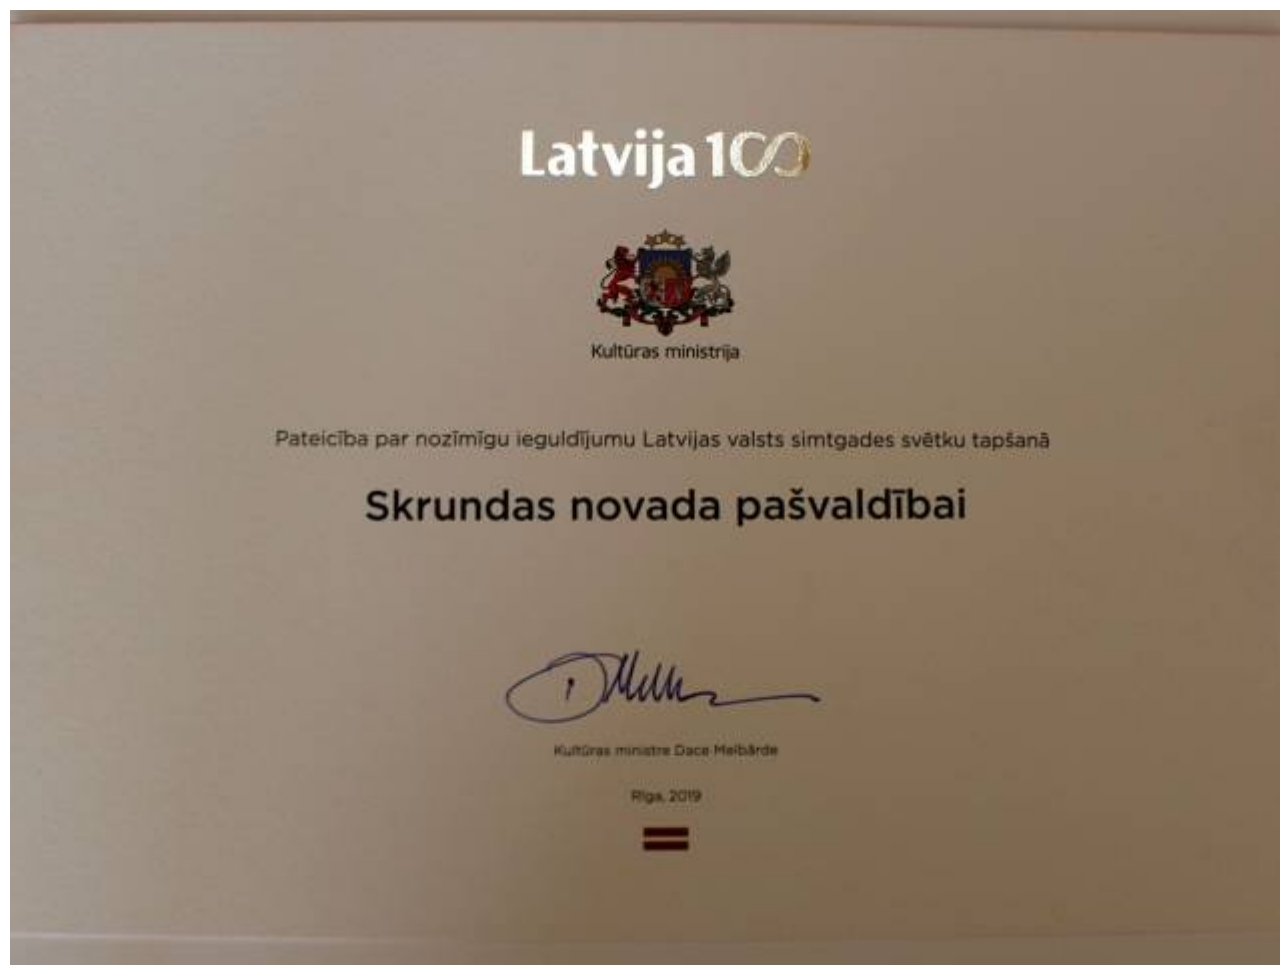 Latvija 100
Kultūras ministrija
Pateicība par nozīmīgu ieguldījumu Latvijas valsts simtgades svētku tapšanā
Skrundas novada pašvaldībai
Kultūras ministre Dace Melbārde
Rīga, 2019